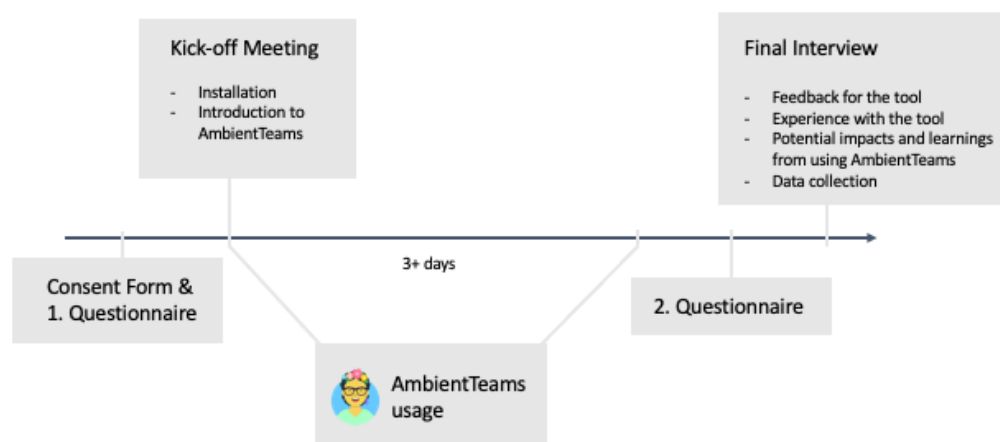 Kick-off Meeting
- Installation
- Introduction to
AmbientTeams
Final Interview
- Feedback for the tool
- Experience with the tool
- Potential impacts and learnings
from using AmbientTeams
- Data collection
3+ days
Consent Form &
1. Questionnaire
2. Questionnaire
AmbientTeams
usage